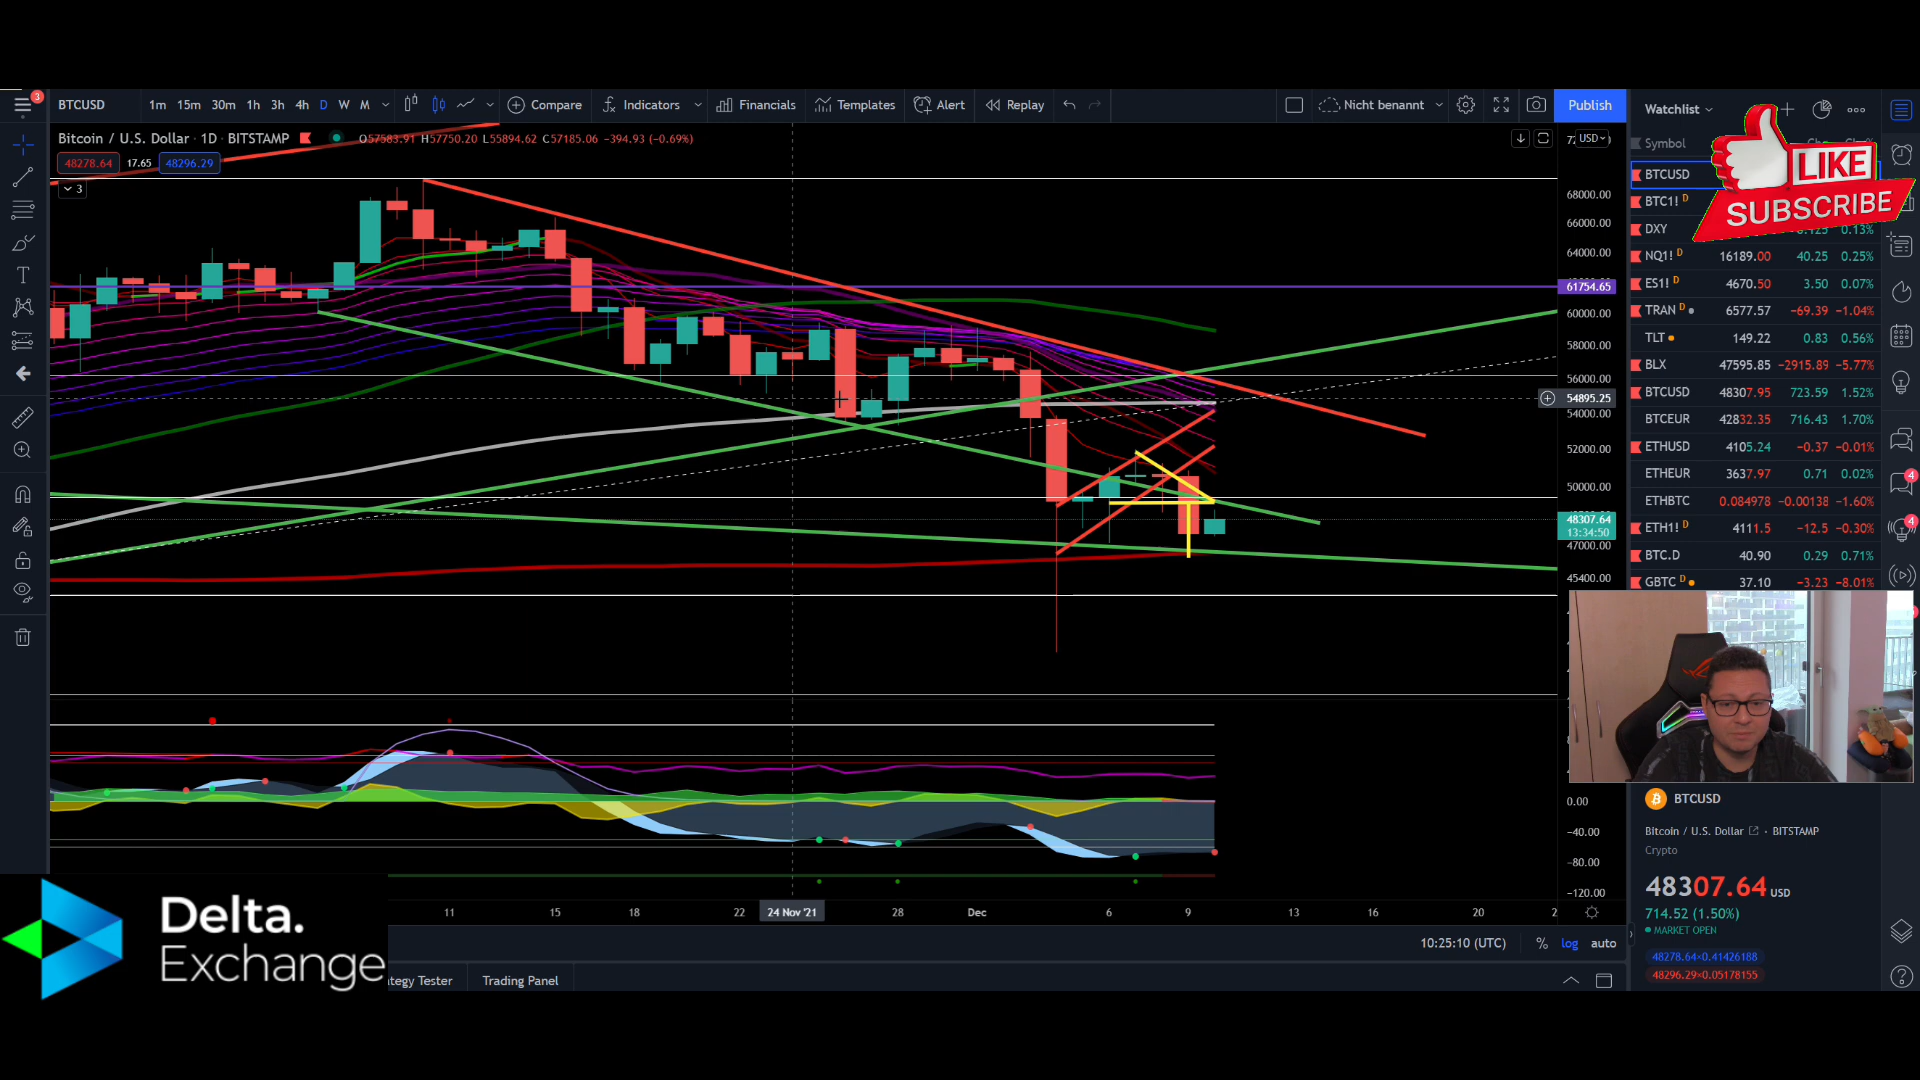 3
BTCUSD 1m 15m 30m 1h 3h 4h D W M Compare Indicators Financials Templates Alert Replay Nicht benannt Publish
Bitcoin / U.S. Dollar · 1D · BITSTAMP O57583.91 H57750.20 L55894.62 C57185.06 −394.93 (−0.69%)
48278.64 17.65 48296.29
3
USD
68000.00
66000.00
64000.00
61754.65
60000.00
58000.00
56000.00
54895.25
54000.00
52000.00
50000.00
48307.64
13:34:50
47000.00
45400.00
0.00
−40.00
−80.00
−120.00
11 15 18 22 24 Nov '21 28 Dec 6 9 13 16 20 2
10:25:10 (UTC) % log auto
tegy Tester Trading Panel
Delta.
Exchange
Watchlist
Symbol
LIKE
SUBSCRIBE
BTCUSD
BTC1! D
DXY 0.13%
NQ1! D 16189.00 40.25 0.25%
ES1! D 4670.50 3.50 0.07%
TRAN D 6577.57 −69.39 −1.04%
TLT 149.22 0.83 0.56%
BLX 47595.85 −2915.89 −5.77%
BTCUSD 48307.95 723.59 1.52%
BTCEUR 42832.35 716.43 1.70%
ETHUSD 4105.24 −0.37 −0.01%
ETHEUR 3637.97 0.71 0.02%
ETHBTC 0.084978 −0.00138 −1.60%
ETH1! D 4111.5 −12.5 −0.30%
BTC.D 40.90 0.29 0.71%
GBTC D 37.10 −3.23 −8.01%
4
4
BTCUSD
Bitcoin / U.S. Dollar · BITSTAMP
Crypto
48307.64 USD
714.52 (1.50%)
MARKET OPEN
48278.64×0.41426188
48296.29×0.05178155